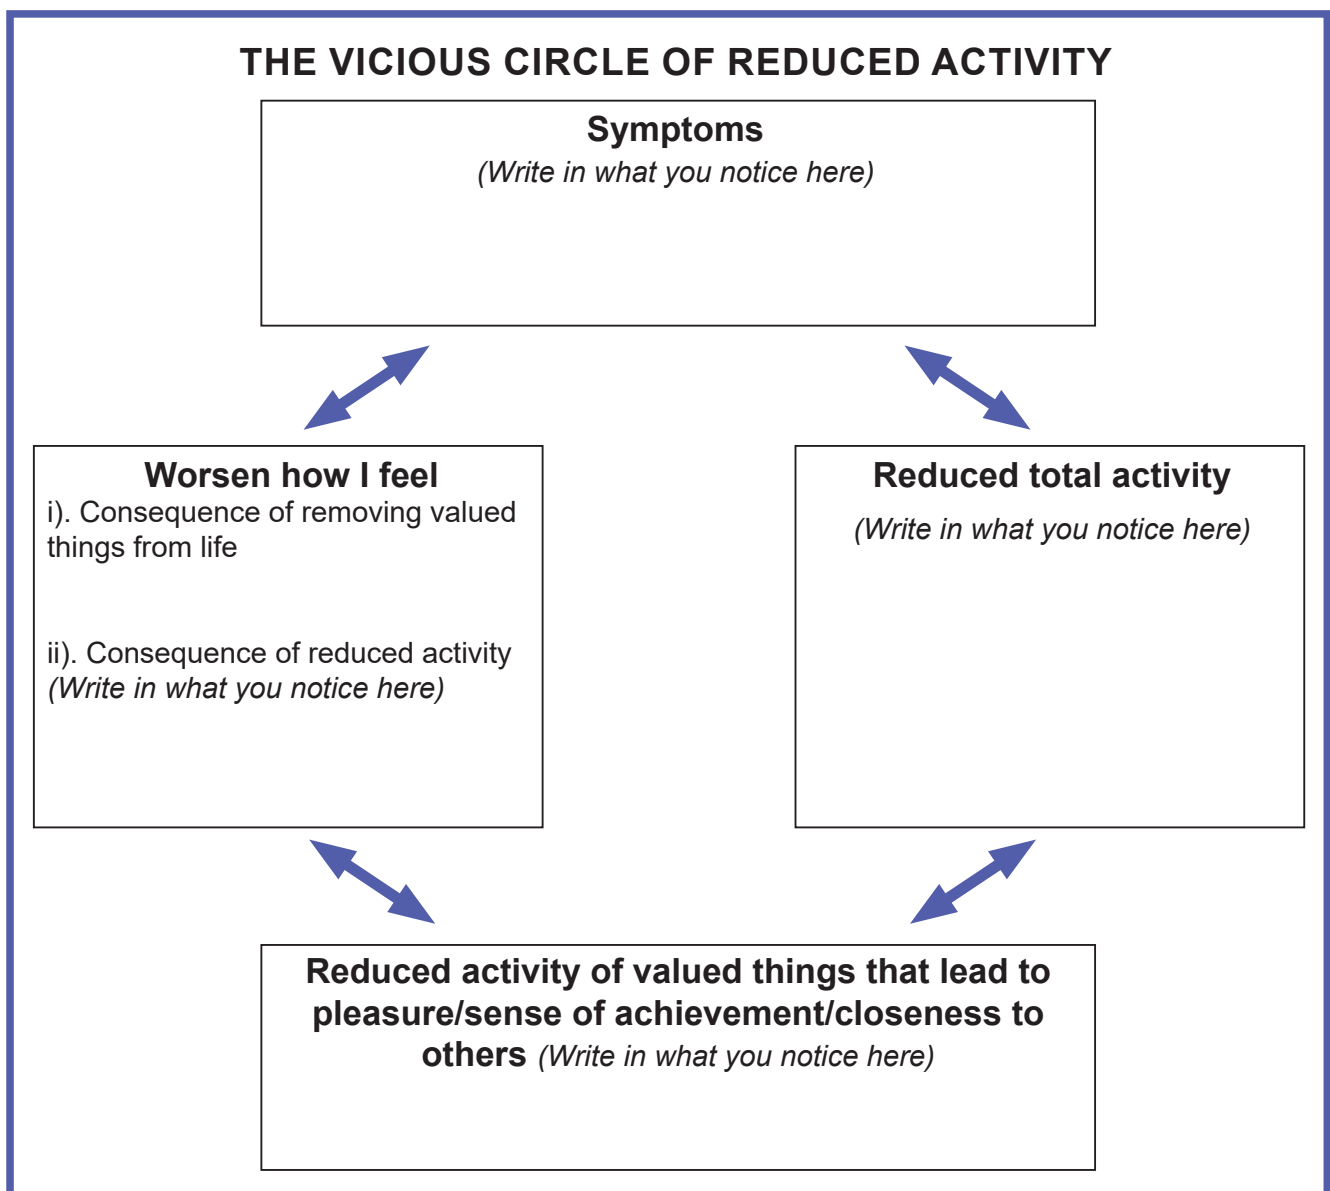 THE VICIOUS CIRCLE OF REDUCED ACTIVITY
Symptoms
(Write in what you notice here)
Worsen how I feel
i). Consequence of removing valued
things from life
ii). Consequence of reduced activity
(Write in what you notice here)
Reduced total activity
(Write in what you notice here)
Reduced activity of valued things that lead to
pleasure/sense of achievement/closeness to
others (Write in what you notice here)